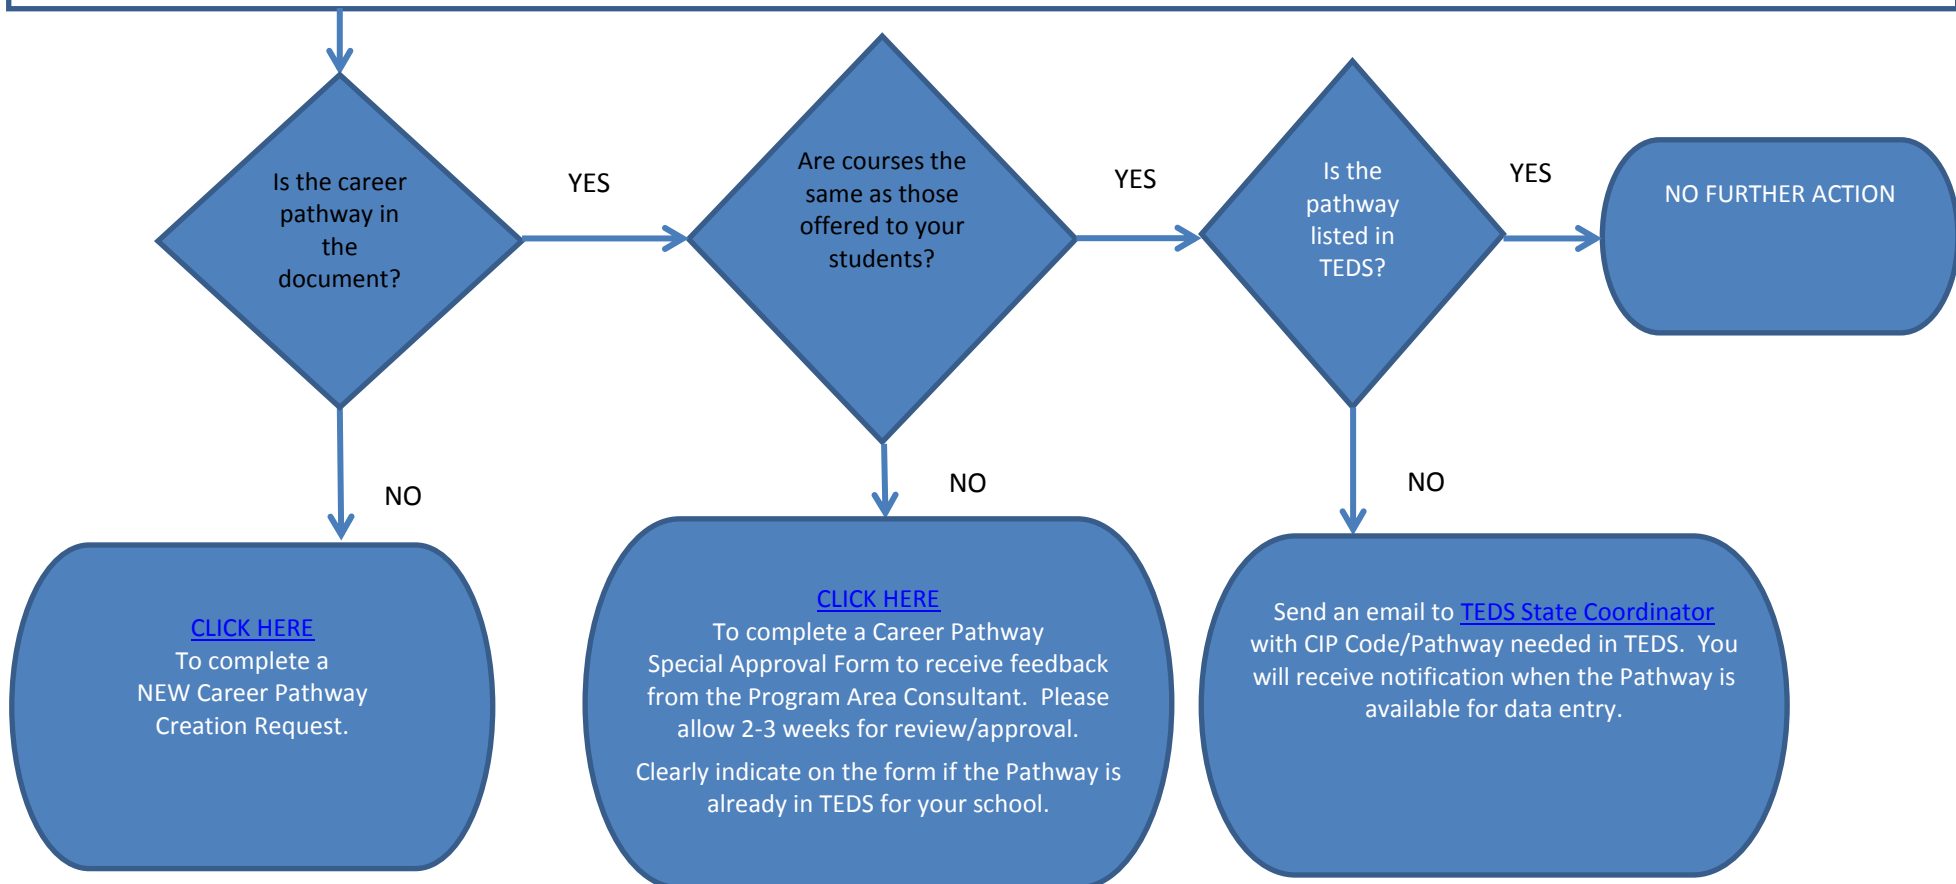 Is the career
pathway in
the
document?
YES
Are courses the
same as those
offered to your
students?
YES
Is the
pathway
listed in
TEDS?
YES
NO FURTHER ACTION
NO
NO
NO
CLICK HERE
To complete a
NEW Career Pathway
Creation Request.
CLICK HERE
To complete a Career Pathway
Special Approval Form to receive feedback
from the Program Area Consultant.  Please
allow 2-3 weeks for review/approval.
Clearly indicate on the form if the Pathway is
already in TEDS for your school.
Send an email to TEDS State Coordinator
with CIP Code/Pathway needed in TEDS.  You
will receive notification when the Pathway is
available for data entry.